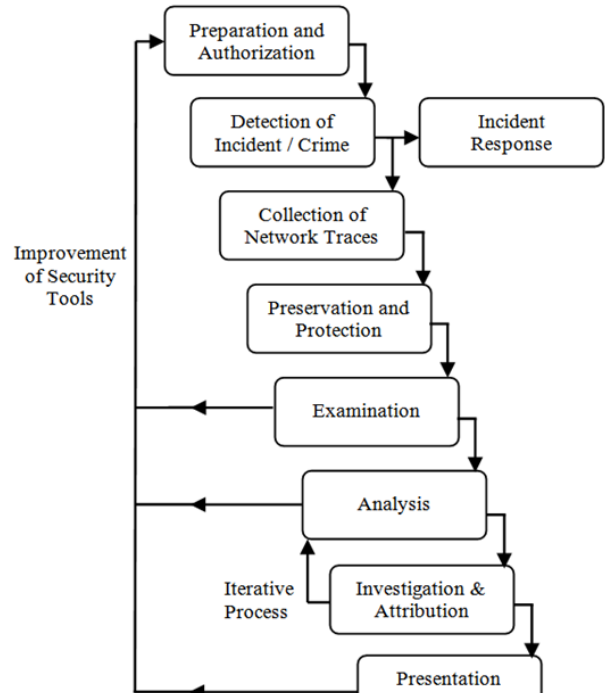 Preparation and
Authorization
Detection of
Incident / Crime
Incident
Response
Collection of
Network Traces
Improvement
of Security
Tools
Preservation and
Protection
Examination
Analysis
Iterative
Process
Investigation &
Attribution
Presentation